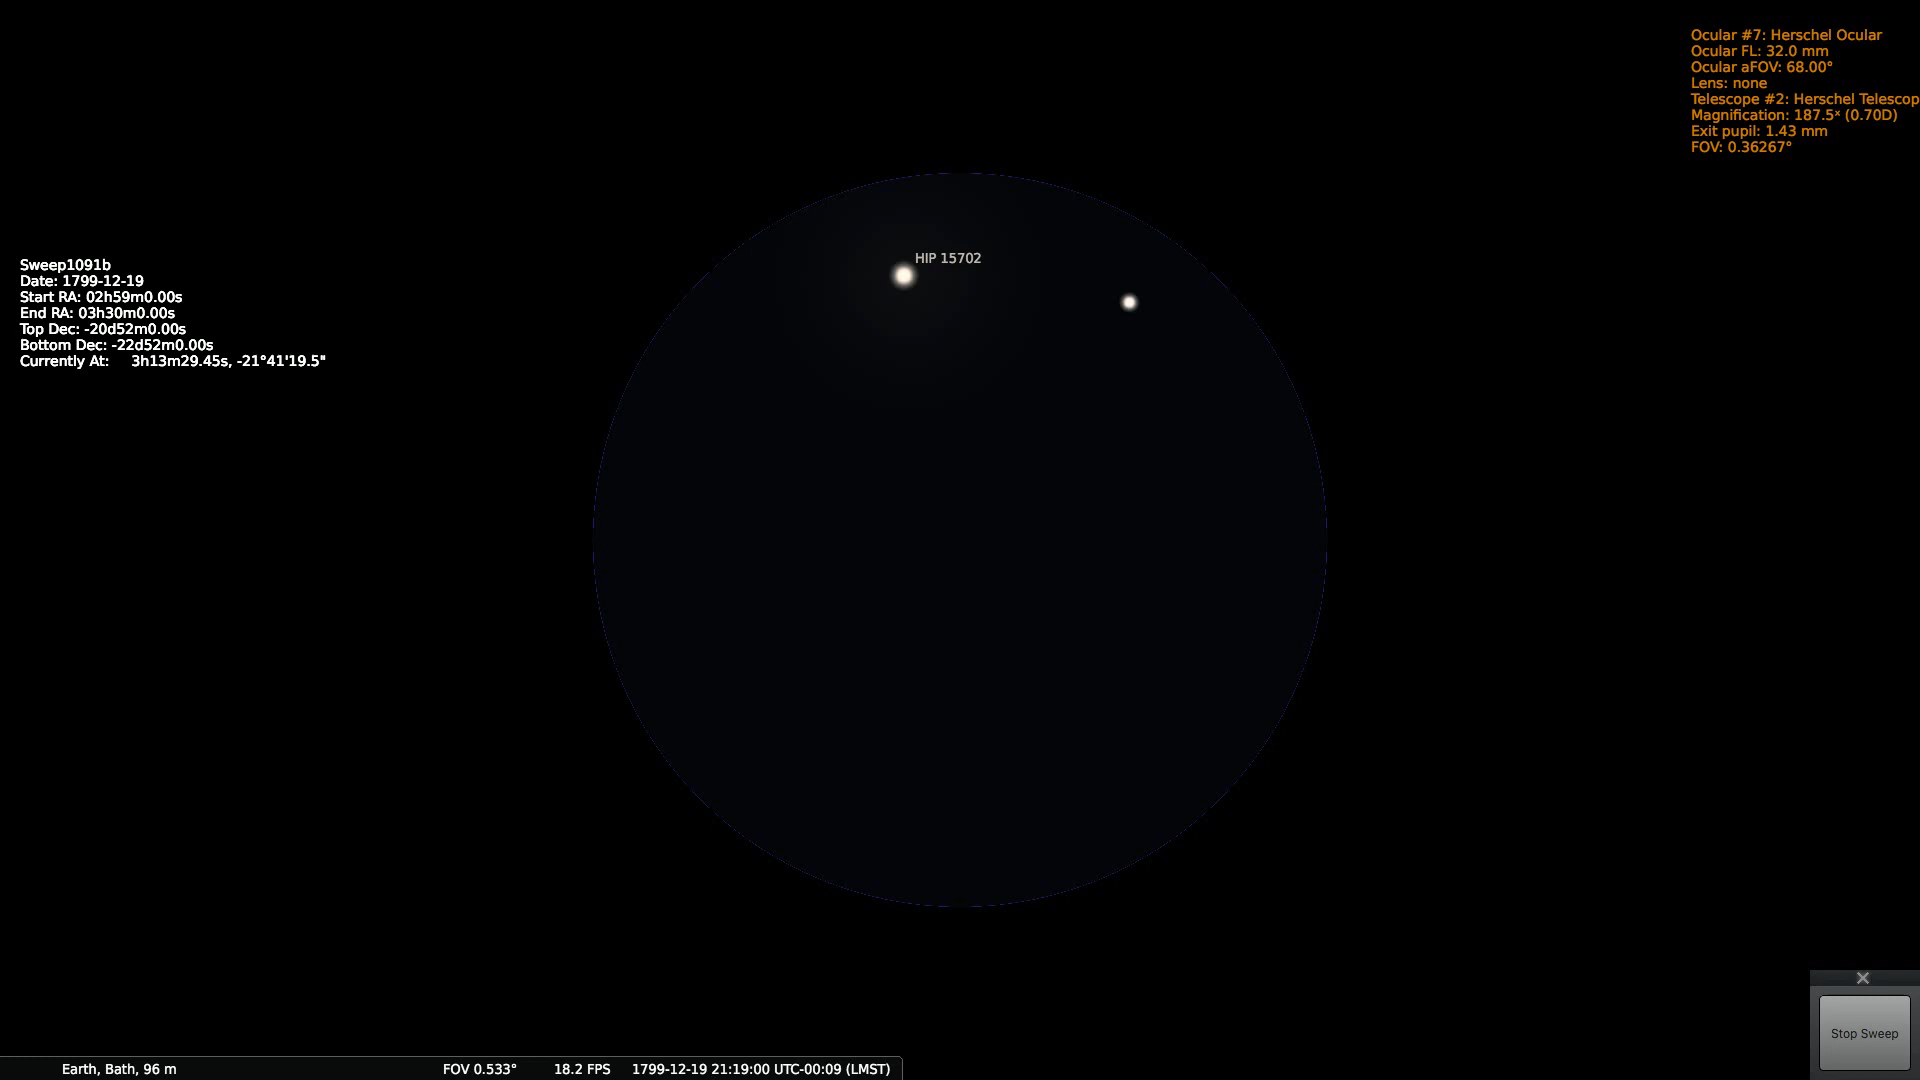 Ocular #7: Herschel Ocular
Ocular FL: 32.0 mm
Ocular aFOV: 68.00°
Lens: none
Telescope #2: Herschel Telescop
Magnification: 187.5ˣ (0.70D)
Exit pupil: 1.43 mm
FOV: 0.36267°
HIP 15702
Sweep1091b
Date: 1799-12-19
Start RA: 02h59m0.00s
End RA: 03h30m0.00s
Top Dec: -20d52m0.00s
Bottom Dec: -22d52m0.00s
Currently At: 3h13m29.45s, -21°41'19.5"
Stop Sweep
Earth, Bath, 96 m FOV 0.533° 18.2 FPS 1799-12-19 21:19:00 UTC-00:09 (LMST)